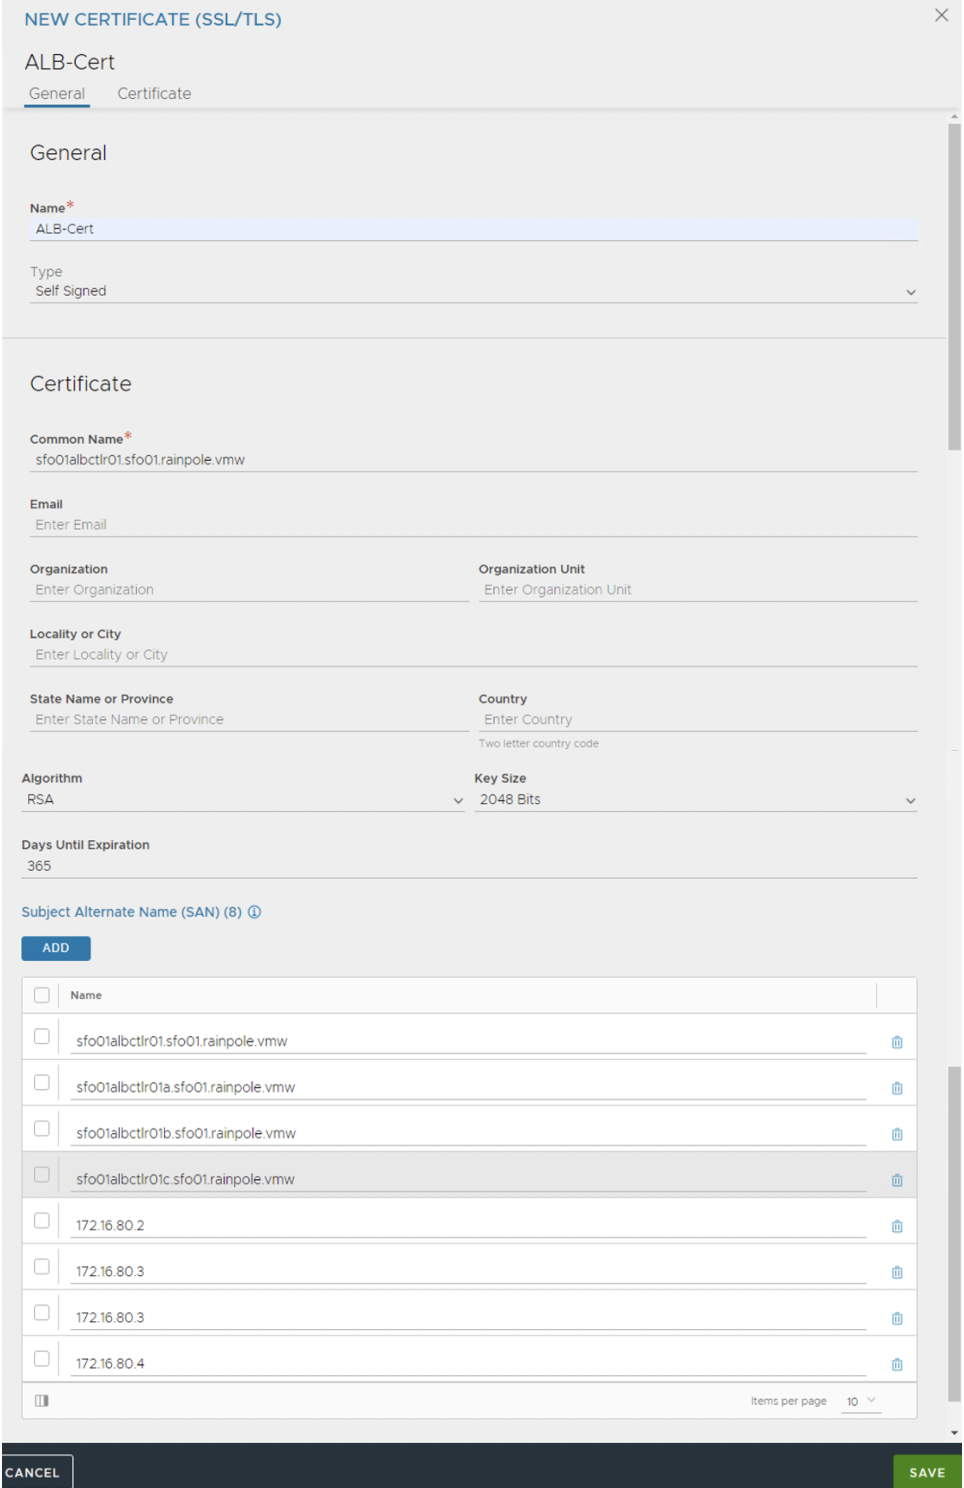 NEW CERTIFICATE (SSL/TLS)
ALB-Cert
General Certificate
General
Name*
ALB-Cert
Type
Self Signed
Certificate
Common Name*
sfo01albctlr01.sfo01.rainpole.vmw
Email
Enter Email
Organization Organization Unit
Enter Organization Enter Organization Unit
Locality or City
Enter Locality or City
State Name or Province Country
Enter State Name or Province Enter Country
Two letter country code
Algorithm Key Size
RSA 2048 Bits
Days Until Expiration
365
Subject Alternate Name (SAN) (8)
ADD
Name
sfo01albctlr01.sfo01.rainpole.vmw
sfo01albctlr01a.sfo01.rainpole.vmw
sfo01albctlr01b.sfo01.rainpole.vmw
sfo01albctlr01c.sfo01.rainpole.vmw
172.16.80.2
172.16.80.3
172.16.80.3
172.16.80.4
Items per page 10
CANCEL SAVE